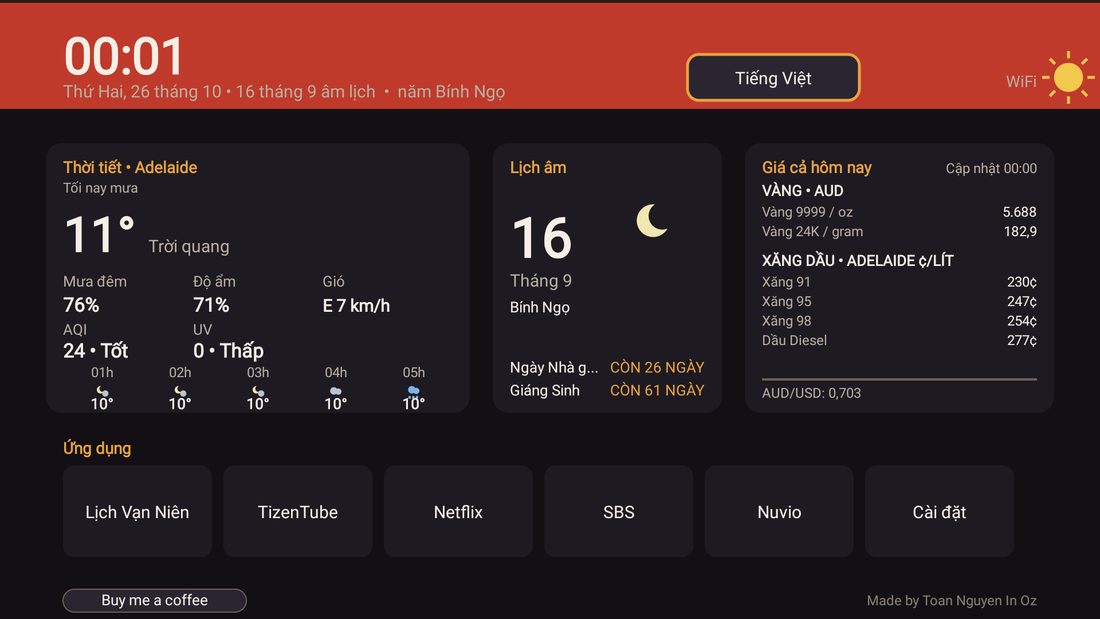 00:01
Thứ Hai, 26 tháng 10 • 16 tháng 9 âm lịch • năm Bính Ngọ
Tiếng Việt
WiFi
Thời tiết • Adelaide
Tối nay mưa
11°
Trời quang
Mưa đêm
Độ ẩm
Gió
76%
71%
E 7 km/h
AQI
UV
24 • Tốt
0 • Thấp
01h
02h
03h
04h
05h
10°
10°
10°
10°
10°
Lịch âm
16
Tháng 9
Bính Ngọ
Ngày Nhà g... CÒN 26 NGÀY
Giáng Sinh CÒN 61 NGÀY
Giá cả hôm nay
Cập nhật 00:00
VÀNG • AUD
Vàng 9999 / oz 5.688
Vàng 24K / gram 182,9
XĂNG DẦU • ADELAIDE ₵/LÍT
Xăng 91 230¢
Xăng 95 247¢
Xăng 98 254¢
Dầu Diesel 277¢
AUD/USD: 0,703
Ứng dụng
Lịch Vạn Niên
TizenTube
Netflix
SBS
Nuvio
Cài đặt
Buy me a coffee
Made by Toan Nguyen In Oz